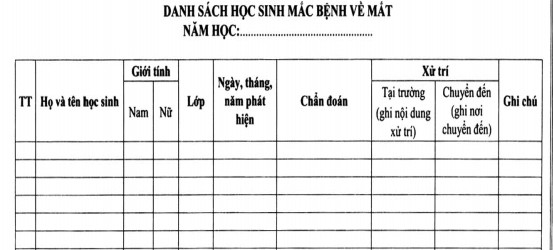 DANH SÁCH HỌC SINH MẮC BỆNH VỀ MẮT
NĂM HỌC:.............................................
TT
Họ và tên học sinh
Giới tính
Nam
Nữ
Lớp
Ngày, tháng,
năm phát
hiện
Chẩn đoán
Xử trí
Tại trường
(ghi nội dung
xử trí)
Chuyển đến
(ghi nơi
chuyển đến)
Ghi chú